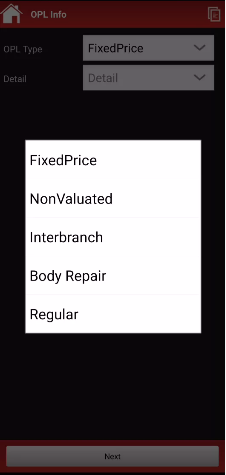 OPL Info
OPL Type FixedPrice
Detail Detail
FixedPrice
NonValuated
Interbranch
Body Repair
Regular
Next